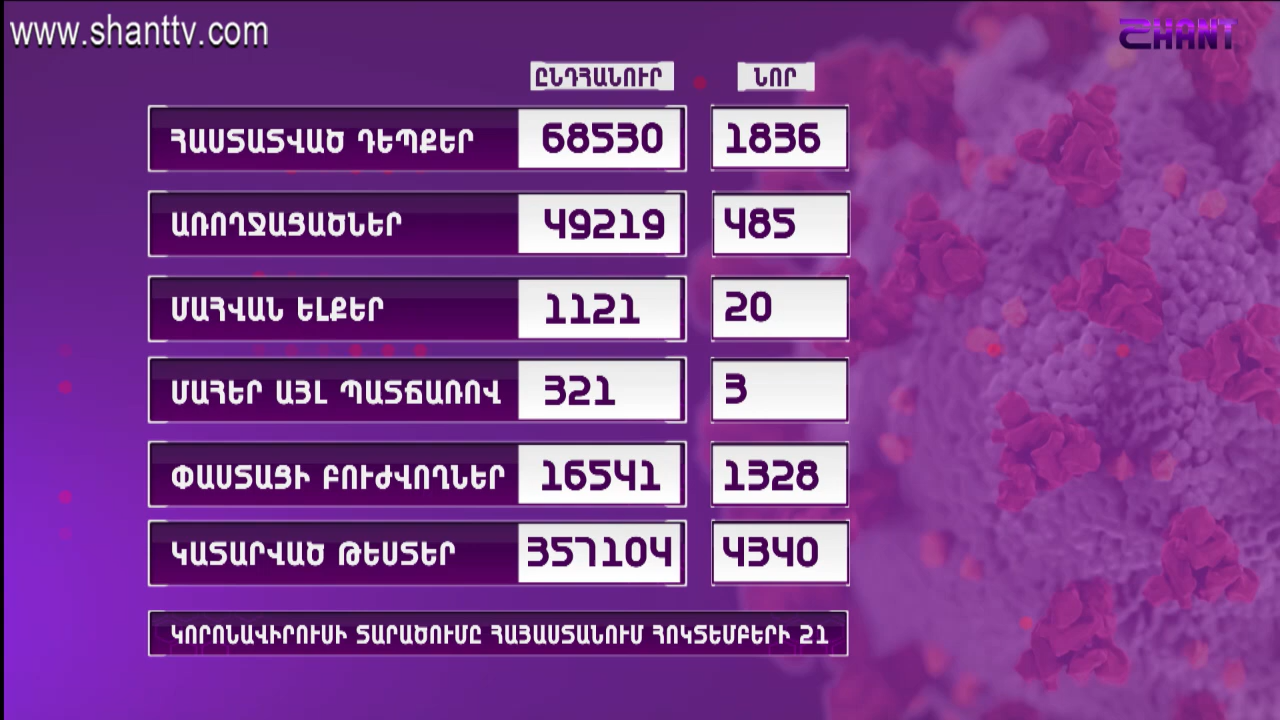 www.shanttv.com
SHANT
ԸՆԴՀԱՆՈՒՐ ՆՈՐ
ՀԱՍՏԱՏՎԱԾ ԴԵՊՔԵՐ 68530 1836
ԱՌՈՂՋԱՑԱԾՆԵՐ 49219 485
ՄԱՀՎԱՆ ԵԼՔԵՐ 1121 20
ՄԱՀԵՐ ԱՅԼ ՊԱՏՃԱՌՈՎ 321 3
ՓԱՍՏԱՑԻ ԲՈՒԺՎՈՂՆԵՐ 16541 1328
ԿԱՏԱՐՎԱԾ ԹԵՍՏԵՐ 357104 4340
ԿՈՐՈՆԱՎԻՐՈՒՍԻ ՏԱՐԱԾՈՒՄԸ ՀԱՅԱՍՏԱՆՈՒՄ ՀՈԿՏԵՄԲԵՐԻ 21